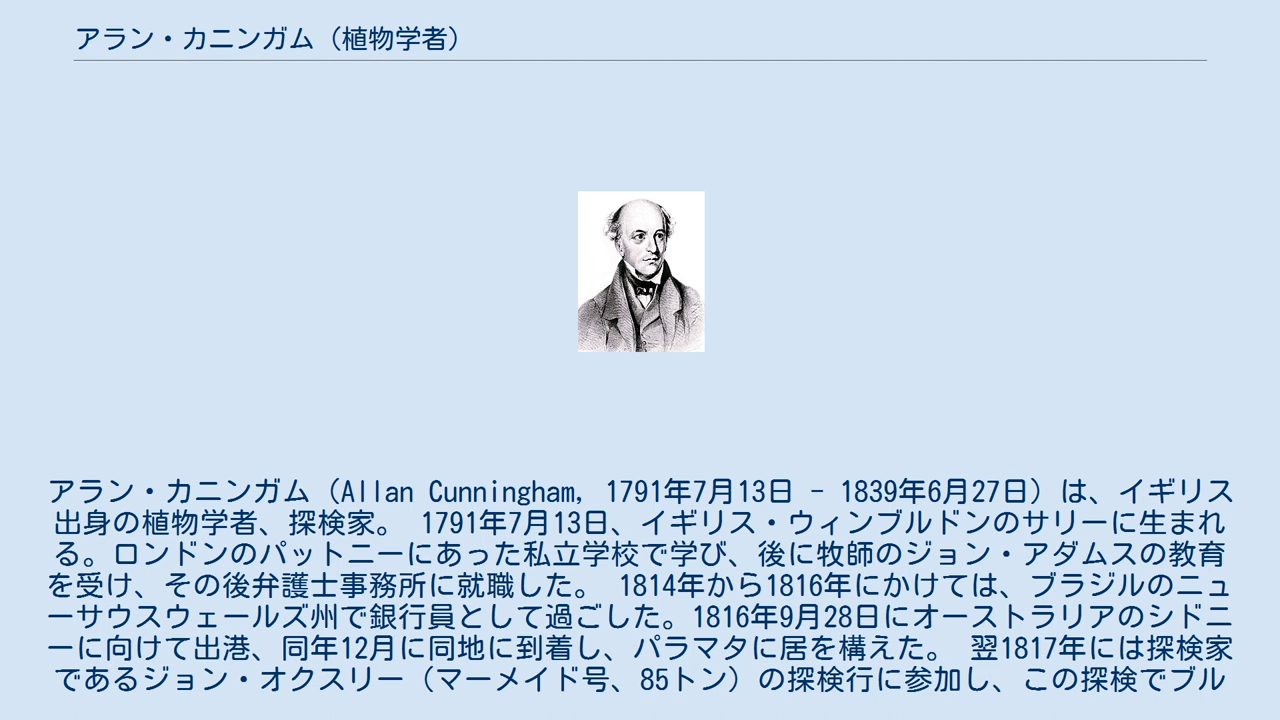 アラン・カニンガム（植物学者）
アラン・カニンガム（Allan Cunningham, 1791年7月13日 - 1839年6月27日）は、イギリス
出身の植物学者、探検家。 1791年7月13日、イギリス・ウィンブルドンのサリーに生まれ
る。ロンドンのパットニーにあった私立学校で学び、後に牧師のジョン・アダムスの教育
を受け、その後弁護士事務所に就職した。 1814年から1816年にかけては、ブラジルのニュ
ーサウスウェールズ州で銀行員として過ごした。1816年9月28日にオーストラリアのシドニ
ーに向けて出港、同年12月に同地に到着し、パラマタに居を構えた。 翌1817年には探検家
であるジョン・オクスリー（マーメイド号、85トン）の探検行に参加し、この探検でブル